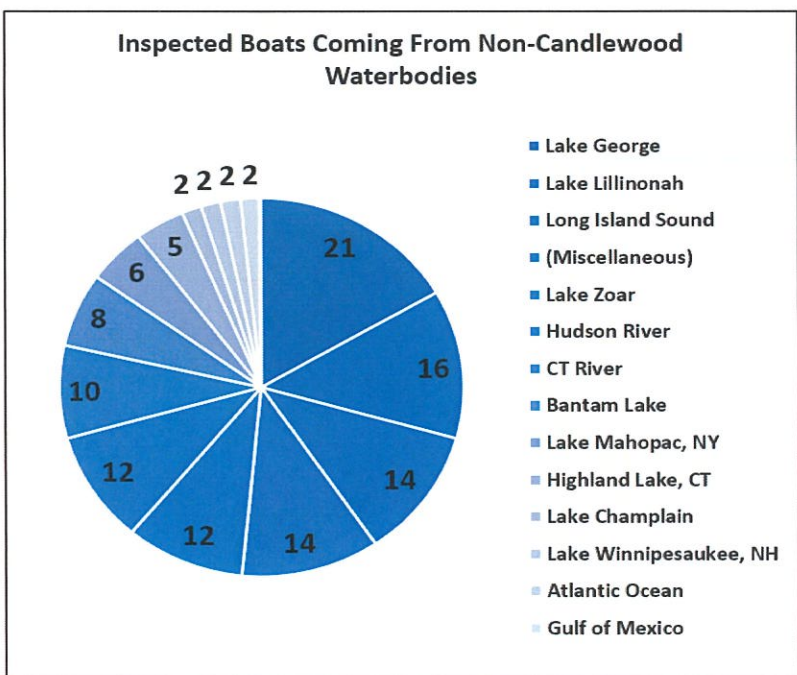 Inspected Boats Coming From Non-Candlewood
Waterbodies
2 2 2 2
5
6
8
10
12
12
14
14
16
21
Lake George
Lake Lillinonah
Long Island Sound
(Miscellaneous)
Lake Zoar
Hudson River
CT River
Bantam Lake
Lake Mahopac, NY
Highland Lake, CT
Lake Champlain
Lake Winnipesaukee, NH
Atlantic Ocean
Gulf of Mexico